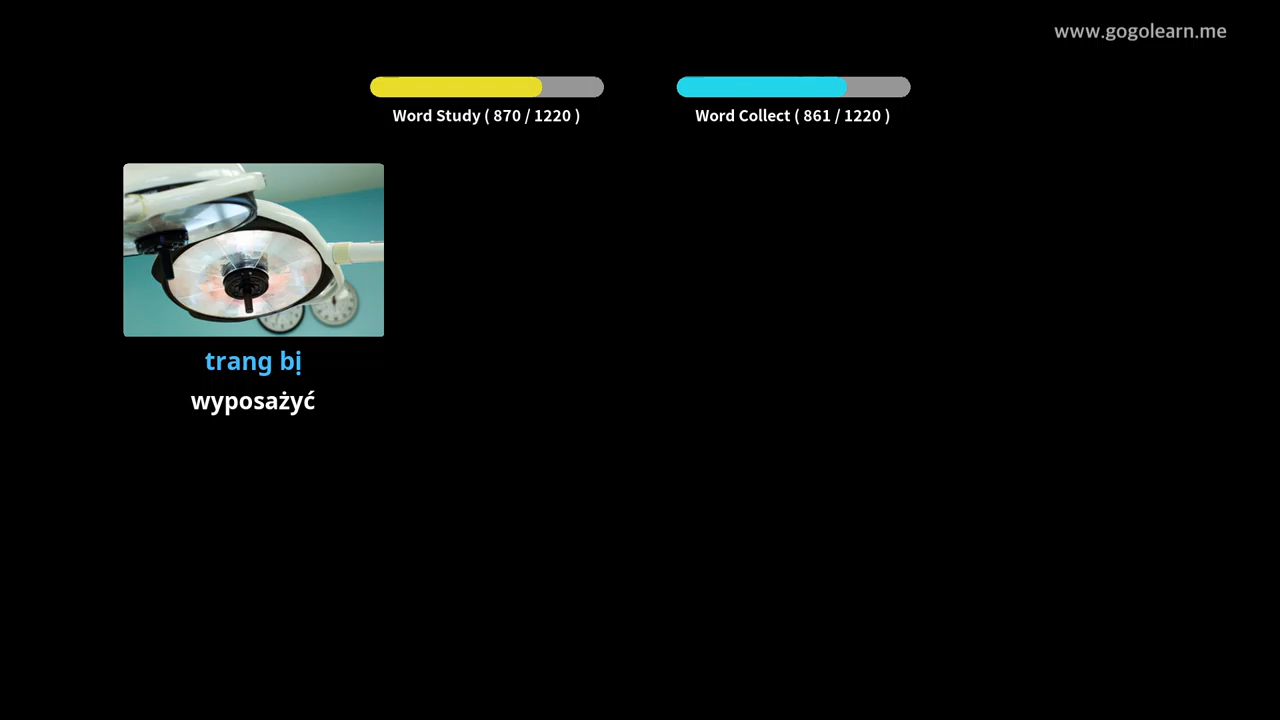 www.gogolearn.me
Word Study ( 870 / 1220 )
Word Collect ( 861 / 1220 )
trang bị
wyposażyć